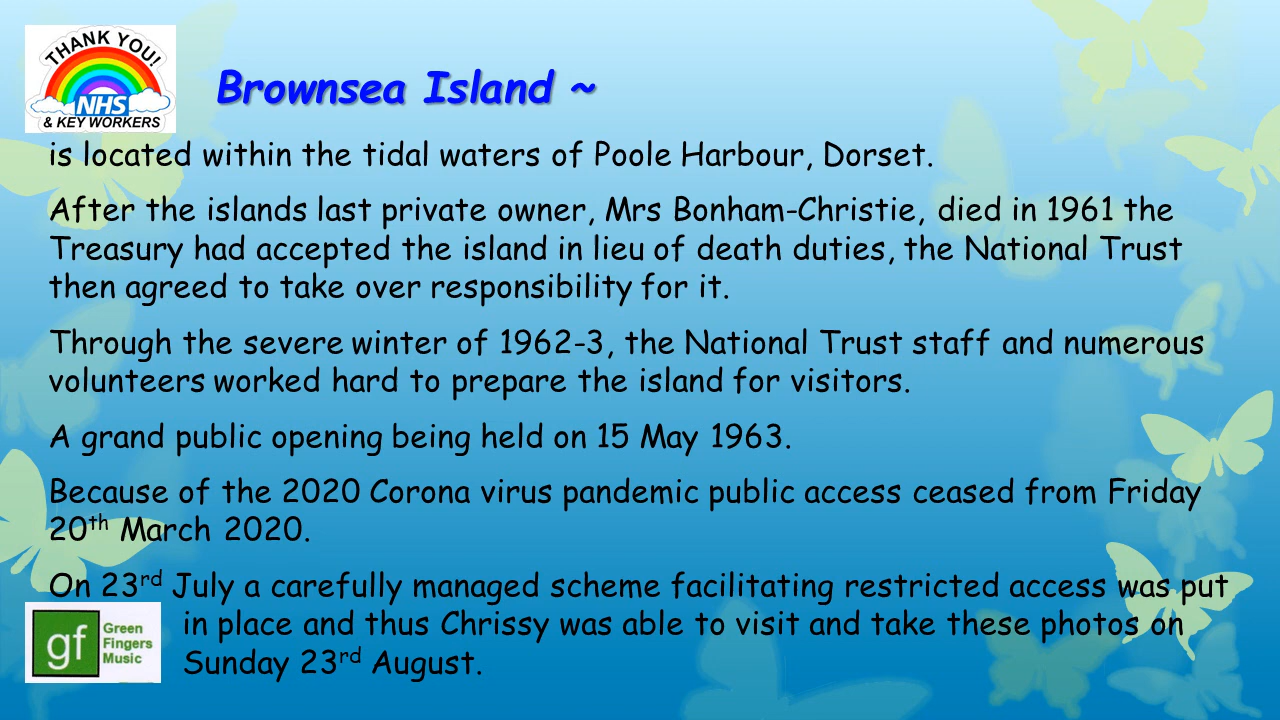 THANK YOU!
NHS
& KEY WORKERS
Brownsea Island ~
is located within the tidal waters of Poole Harbour, Dorset.
After the islands last private owner, Mrs Bonham-Christie, died in 1961 the
Treasury had accepted the island in lieu of death duties, the National Trust
then agreed to take over responsibility for it.
Through the severe winter of 1962-3, the National Trust staff and numerous
volunteers worked hard to prepare the island for visitors.
A grand public opening being held on 15 May 1963.
Because of the 2020 Corona virus pandemic public access ceased from Friday
20th March 2020.
On 23rd July a carefully managed scheme facilitating restricted access was put
in place and thus Chrissy was able to visit and take these photos on
Sunday 23rd August.
gf
Green
Fingers
Music